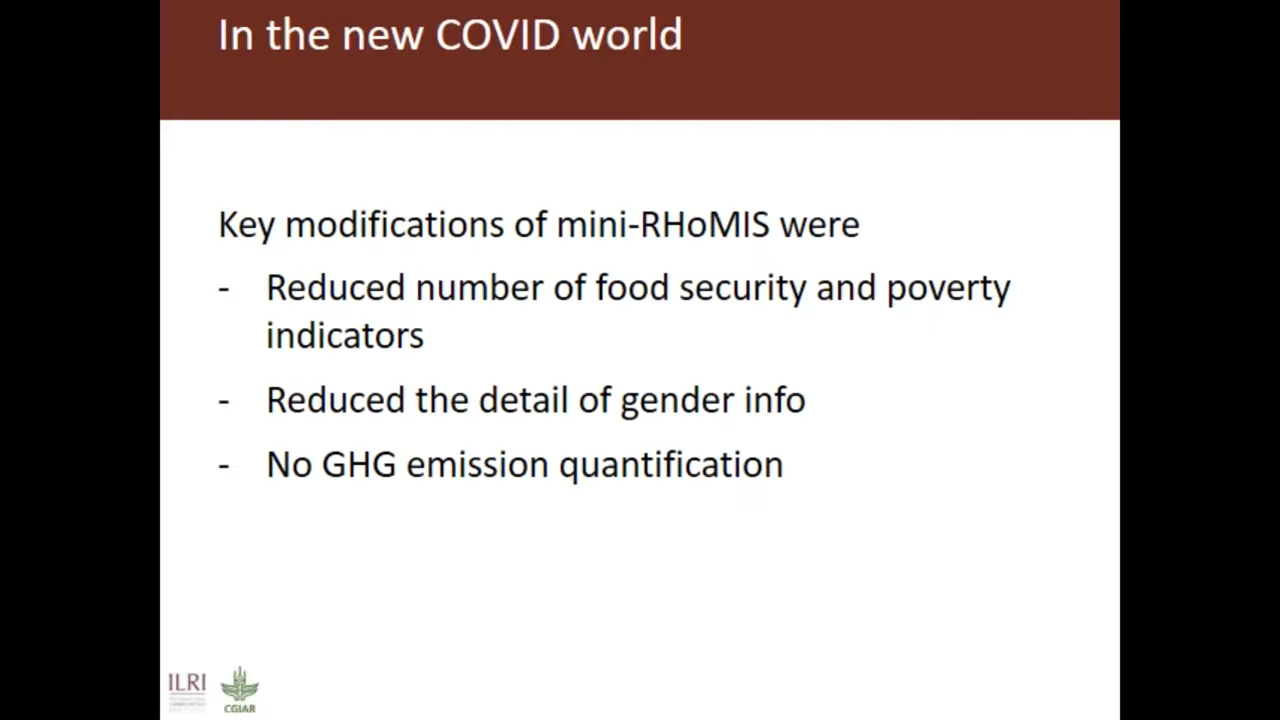 In the new COVID world
Key modifications of mini-RHoMIS were
- Reduced number of food security and poverty
indicators
- Reduced the detail of gender info
- No GHG emission quantification
ILRI
CGIAR